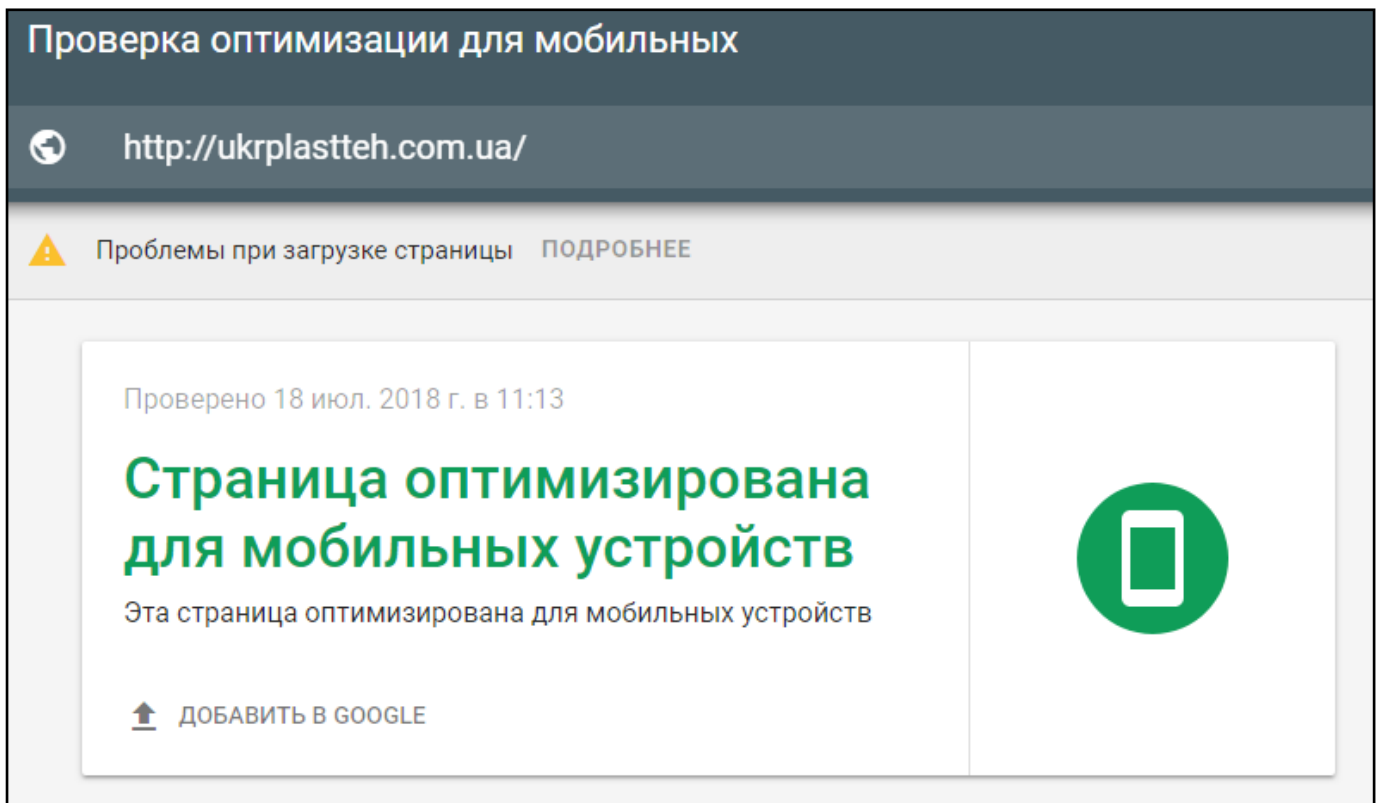 Проверка оптимизации для мобильных
http://ukrplastteh.com.ua/
Проблемы при загрузке страницы ПОДРОБНЕЕ
Проверено 18 июл. 2018 г. в 11:13
Страница оптимизирована
для мобильных устройств
Эта страница оптимизирована для мобильных устройств
ДОБАВИТЬ В GOOGLE